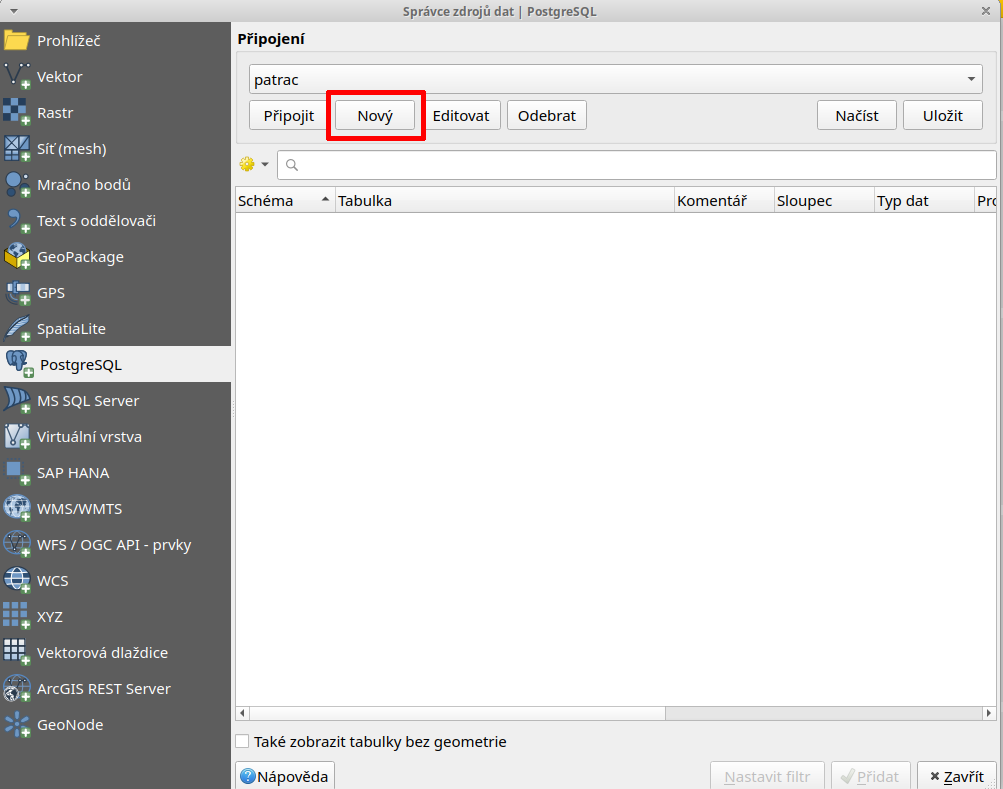 Správce zdrojů dat | PostgreSQL
Prohlížeč
Vektor
Rastr
Síť (mesh)
Mračno bodů
Text s oddělovači
GeoPackage
GPS
SpatiaLite
PostgreSQL
MS SQL Server
Virtuální vrstva
SAP HANA
WMS/WMTS
WFS / OGC API - prvky
WCS
XYZ
Vektorová dlaždice
ArcGIS REST Server
GeoNode
Připojení
patrac
Připojit Nový Editovat Odebrat Načíst Uložit
Schéma Tabulka Komentář Sloupec Typ dat
Také zobrazit tabulky bez geometrie
Nápověda Nastavit filtr Přidat Zavřít